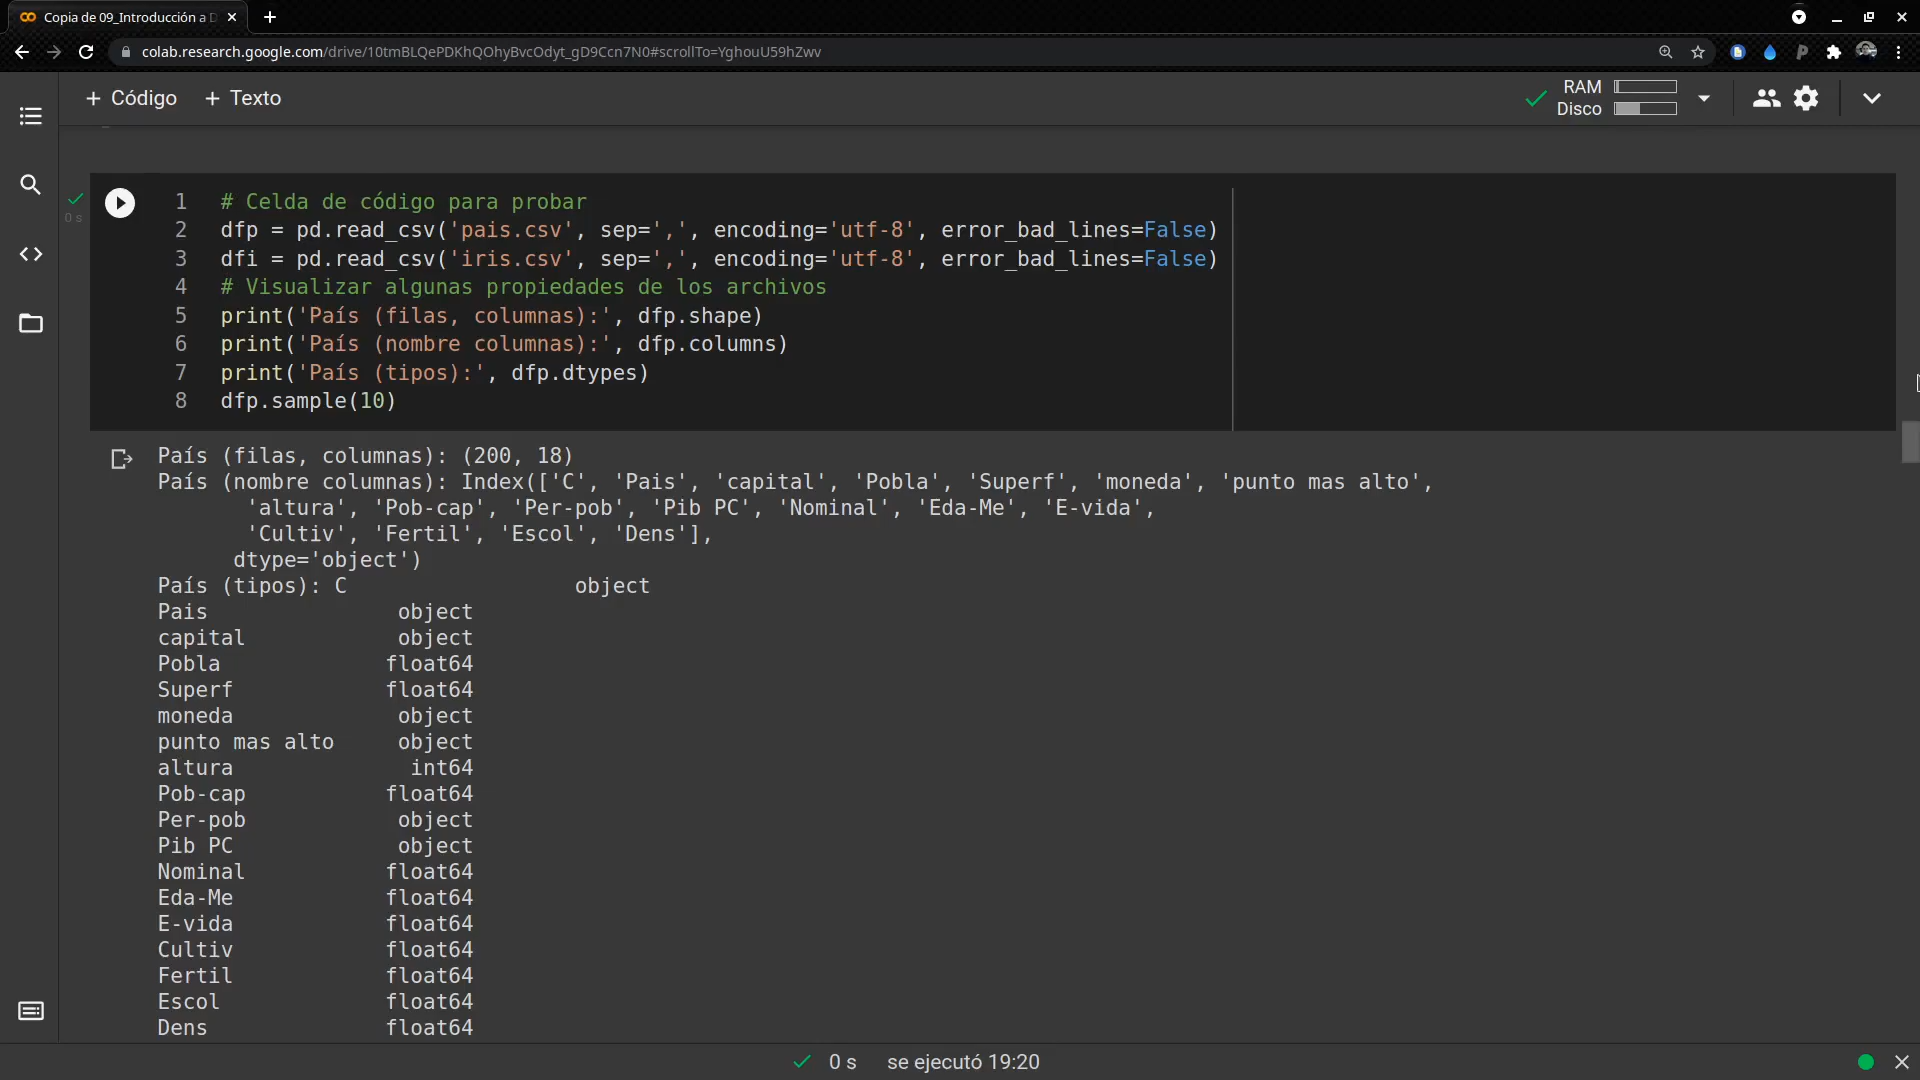 Copia de 09_Introducción a D
colab.research.google.com/drive/10tmBLQePDKhQOhyBvcOdyt_gD9Ccn7N0#scrollTo=YghouU59hZwv
+ Código + Texto
RAM
Disco
0 s
1 # Celda de código para probar
2 dfp = pd.read_csv('pais.csv', sep=',', encoding='utf-8', error_bad_lines=False)
3 dfi = pd.read_csv('iris.csv', sep=',', encoding='utf-8', error_bad_lines=False)
4 # Visualizar algunas propiedades de los archivos
5 print('País (filas, columnas):', dfp.shape)
6 print('País (nombre columnas):', dfp.columns)
7 print('País (tipos):', dfp.dtypes)
8 dfp.sample(10)
País (filas, columnas): (200, 18)
País (nombre columnas): Index(['C', 'Pais', 'capital', 'Pobla', 'Superf', 'moneda', 'punto mas alto',
'altura', 'Pob-cap', 'Per-pob', 'Pib PC', 'Nominal', 'Eda-Me', 'E-vida',
'Cultiv', 'Fertil', 'Escol', 'Dens'],
dtype='object')
País (tipos): C object
Pais object
capital object
Pobla float64
Superf float64
moneda object
punto mas alto object
altura int64
Pob-cap float64
Per-pob object
Pib PC object
Nominal float64
Eda-Me float64
E-vida float64
Cultiv float64
Fertil float64
Escol float64
Dens float64
0 s se ejecutó 19:20